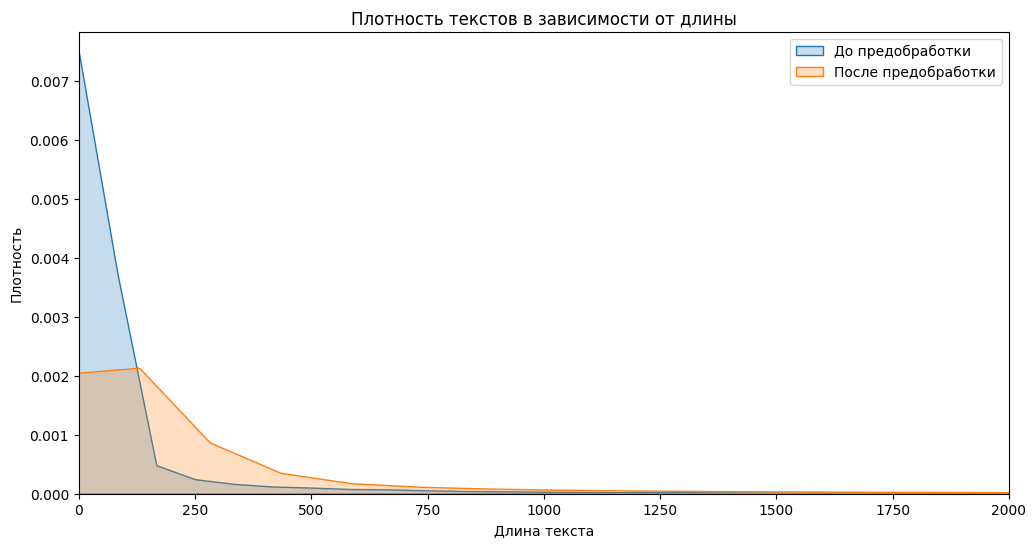 Плотность текстов в зависимости от длины
До предобработки
После предобработки
0.007
0.006
0.005
0.004
0.003
0.002
0.001
0.000
Плотность
0 250 500 750 1000 1250 1500 1750 2000
Длина текста